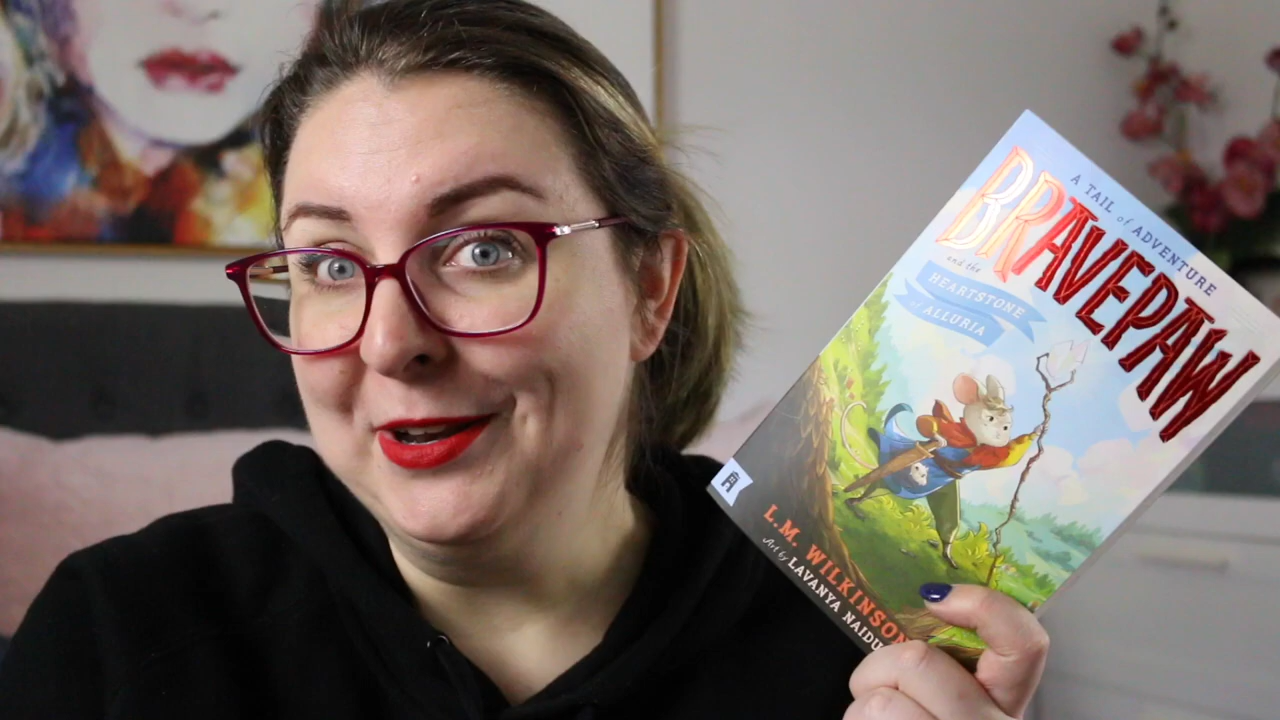 A TAIL of ADVENTURE
BRAVEPAW
and the
HEARTSTONE
of ALLURIA
L.M. WILKINSON
Art by LAVANYA NAIDU